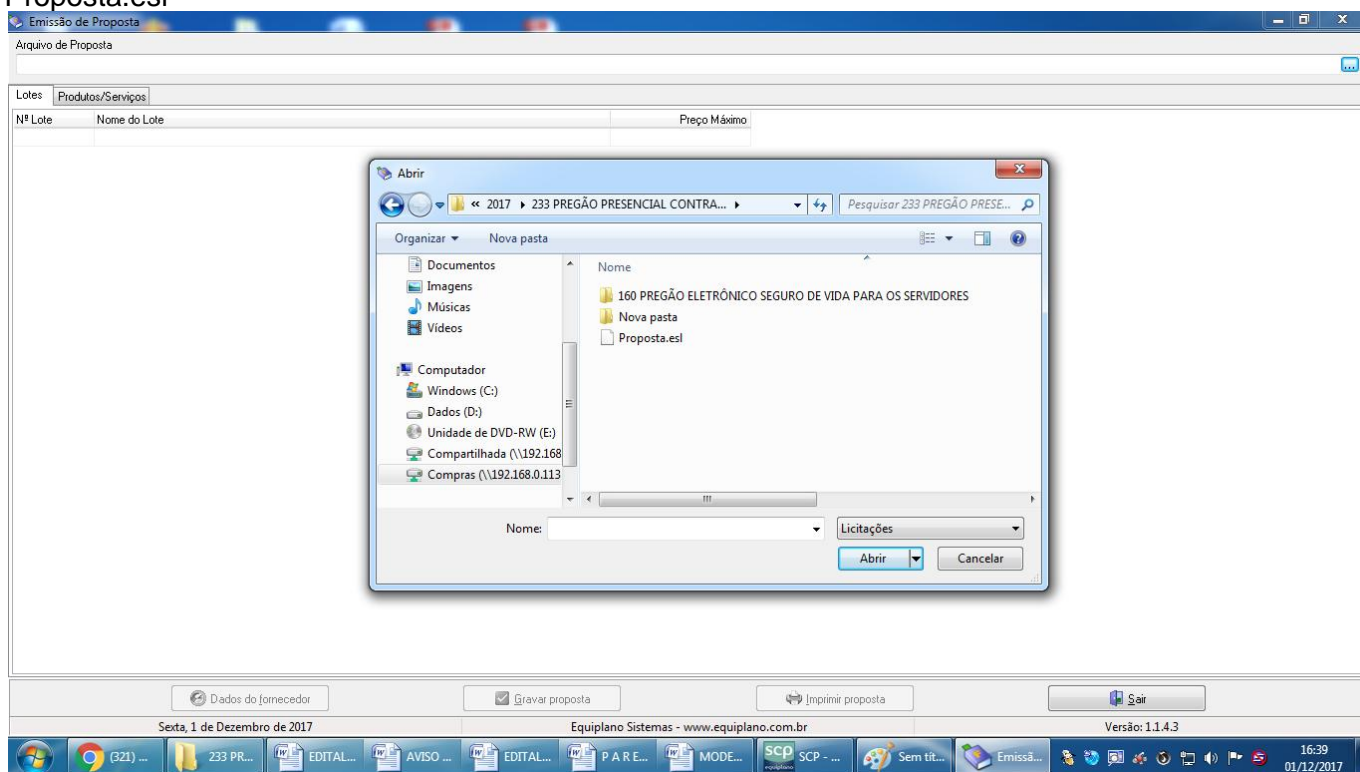 Proposta.esl
Emissão de Proposta
Arquivo de Proposta
Lotes Produtos/Serviços
Nº Lote Nome do Lote Preço Máximo
Abrir
« 2017 233 PREGÃO PRESENCIAL CONTRA... Pesquisar 233 PREGÃO PRESE...
Organizar Nova pasta
Documentos
Imagens
Músicas
Vídeos
Computador
Windows (C:)
Dados (D:)
Unidade de DVD-RW (E:)
Compartilhada (\\192.168
Compras (\\192.168.0.113
Nome
160 PREGÃO ELETRÔNICO SEGURO DE VIDA PARA OS SERVIDORES
Nova pasta
Proposta.esl
Nome: Licitações
Abrir Cancelar
Dados do fornecedor Gravar proposta Imprimir proposta Sair
Sexta, 1 de Dezembro de 2017 Equiplano Sistemas - www.equiplano.com.br Versão: 1.1.4.3
(321) ... 233 PR... EDITAL... AVISO ... EDITAL... P A R E... MODE... SCP SCP - ... Sem tít... Emissã... 16:39
01/12/2017